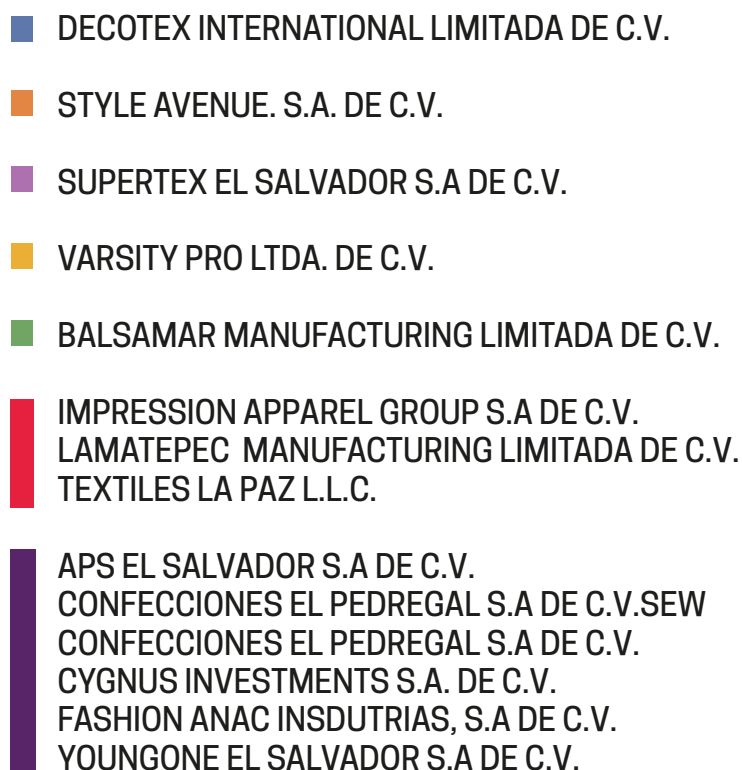 DECOTEX INTERNATIONAL LIMITADA DE C.V.
STYLE AVENUE. S.A. DE C.V.
SUPERTEX EL SALVADOR S.A DE C.V.
VARSITY PRO LTDA. DE C.V.
BALSAMAR MANUFACTURING LIMITADA DE C.V.
IMPRESSION APPAREL GROUP S.A DE C.V.
LAMATEPEC  MANUFACTURING LIMITADA DE C.V.
TEXTILES LA PAZ L.L.C.
APS EL SALVADOR S.A DE C.V.
CONFECCIONES EL PEDREGAL S.A DE C.V.SEW
CONFECCIONES EL PEDREGAL S.A DE C.V.
CYGNUS INVESTMENTS S.A. DE C.V.
FASHION ANAC INSDUTRIAS, S.A DE C.V.
YOUNGONE EL SALVADOR S.A DE C.V.